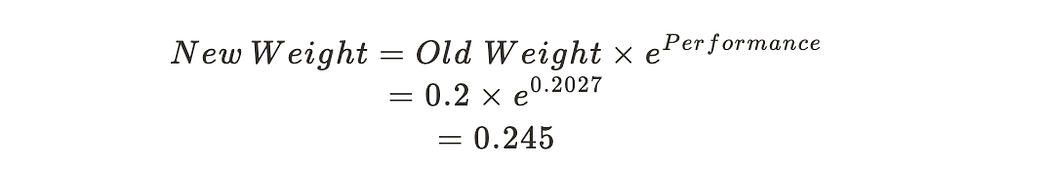 New Weight = Old Weight × e^Performance
= 0.2 × e^0.2027
= 0.245